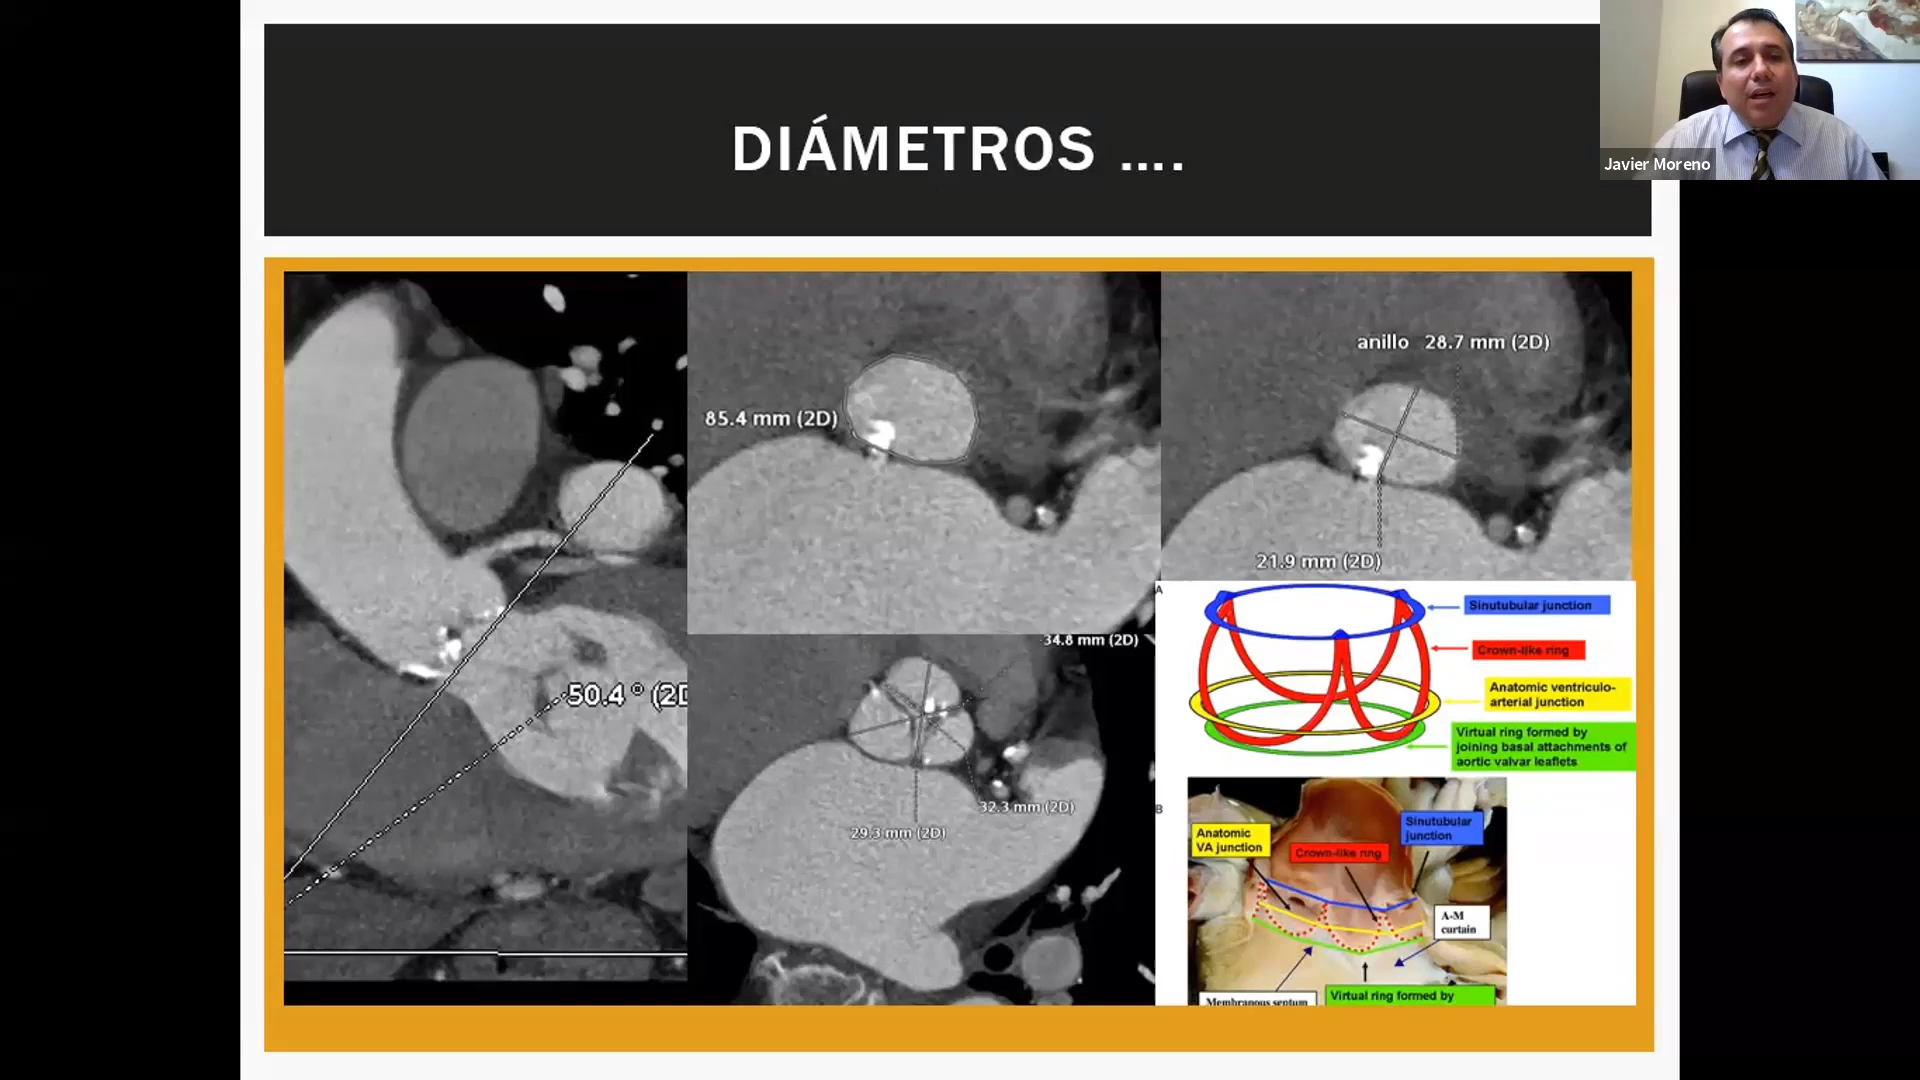 DIÁMETROS ....
Javier Moreno
85.4 mm (2D)
anillo 28.7 mm (2D)
21.9 mm (2D)
50.4 ° (2D
34.8 mm (2D)
32.3 mm (2D)
29.3 mm (2D)
A
Sinutubular junction
Crown-like ring
Anatomic ventriculo-
arterial junction
Virtual ring formed by
joining basal attachments of
aortic valvar leaflets
B
Anatomic
VA junction
Crown-like ring
Sinutubular
junction
A-M
curtain
Membranous septum
Virtual ring formed by